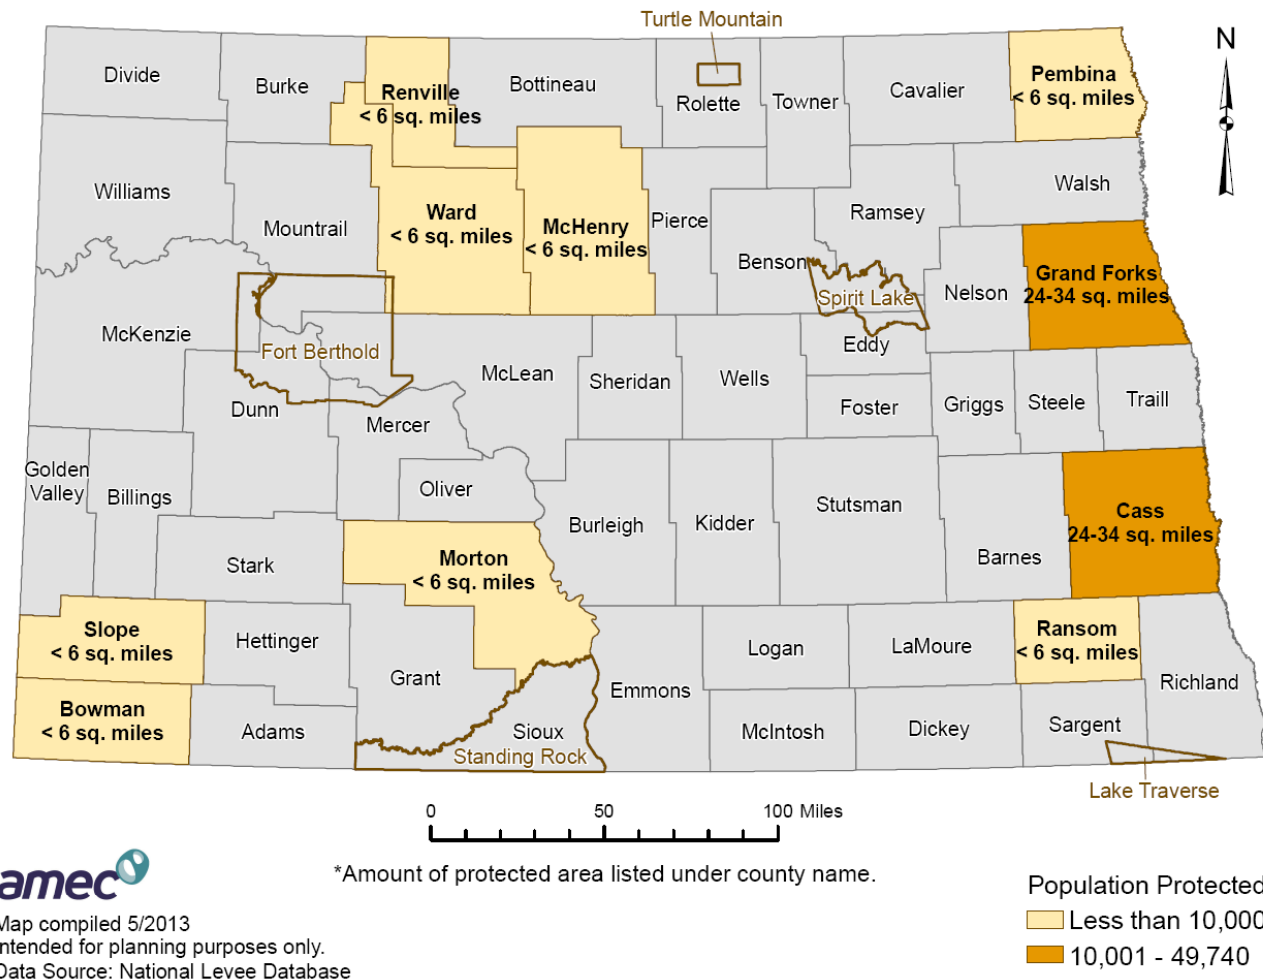 Turtle Mountain
N
Divide
Burke
Renville
< 6 sq. miles
Bottineau
Rolette
Towner
Cavalier
Pembina
< 6 sq. miles
Williams
Mountrail
Ward
< 6 sq. miles
McHenry
< 6 sq. miles
Pierce
Benson
Ramsey
Walsh
Spirit Lake
Nelson
Grand Forks
24-34 sq. miles
McKenzie
Fort Berthold
Dunn
Mercer
McLean
Sheridan
Wells
Eddy
Foster
Griggs
Steele
Traill
Golden
Valley
Billings
Oliver
Burleigh
Kidder
Stutsman
Barnes
Cass
24-34 sq. miles
Stark
Morton
< 6 sq. miles
Slope
< 6 sq. miles
Hettinger
Grant
Emmons
Logan
LaMoure
Ransom
< 6 sq. miles
Richland
Bowman
< 6 sq. miles
Adams
Sioux
Standing Rock
McIntosh
Dickey
Sargent
Lake Traverse
0 50 100 Miles
*Amount of protected area listed under county name.
amec
Map compiled 5/2013
ntended for planning purposes only.
Data Source: National Levee Database
Population Protected
Less than 10,000
10,001 - 49,740